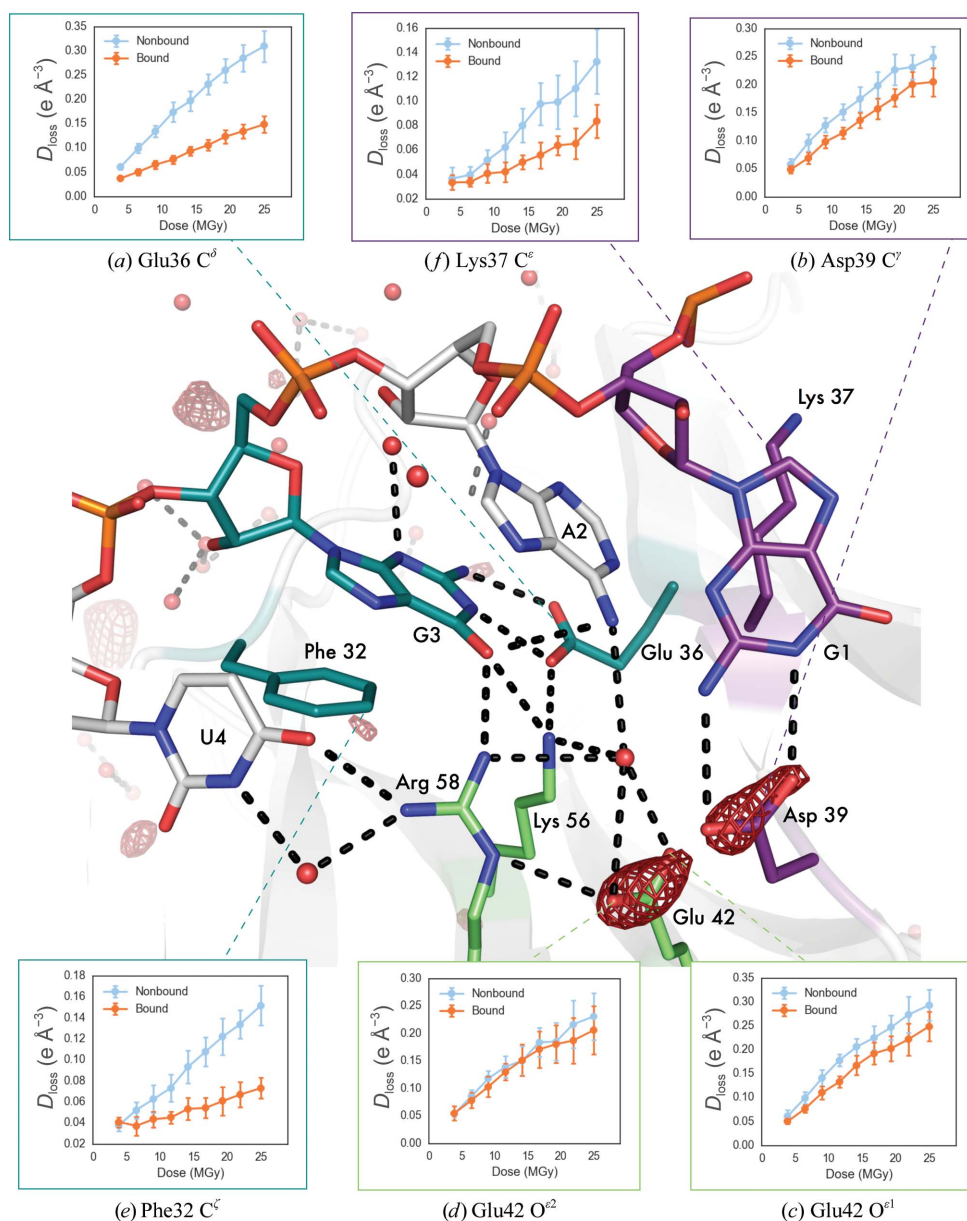 0.35
0.30
0.25
0.20
0.15
0.10
0.05
0.00
D_loss (e Å⁻³)
Nonbound
Bound
0 5 10 15 20 25
Dose (MGy)
(a) Glu36 C^δ
0.16
0.14
0.12
0.10
0.08
0.06
0.04
0.02
D_loss (e Å⁻³)
Nonbound
Bound
0 5 10 15 20 25
Dose (MGy)
(f) Lys37 C^ε
0.30
0.25
0.20
0.15
0.10
0.05
0.00
D_loss (e Å⁻³)
Nonbound
Bound
0 5 10 15 20 25
Dose (MGy)
(b) Asp39 C^γ
Lys 37
A2
G3
Phe 32
Glu 36
G1
U4
Arg 58
Lys 56
Asp 39
Glu 42
0.18
0.16
0.14
0.12
0.10
0.08
0.06
0.04
0.02
D_loss (e Å⁻³)
Nonbound
Bound
0 5 10 15 20 25
Dose (MGy)
(e) Phe32 C^ζ
0.30
0.25
0.20
0.15
0.10
0.05
0.00
D_loss (e Å⁻³)
Nonbound
Bound
0 5 10 15 20 25
Dose (MGy)
(d) Glu42 O^ε2
0.35
0.30
0.25
0.20
0.15
0.10
0.05
0.00
D_loss (e Å⁻³)
Nonbound
Bound
0 5 10 15 20 25
Dose (MGy)
(c) Glu42 O^ε1